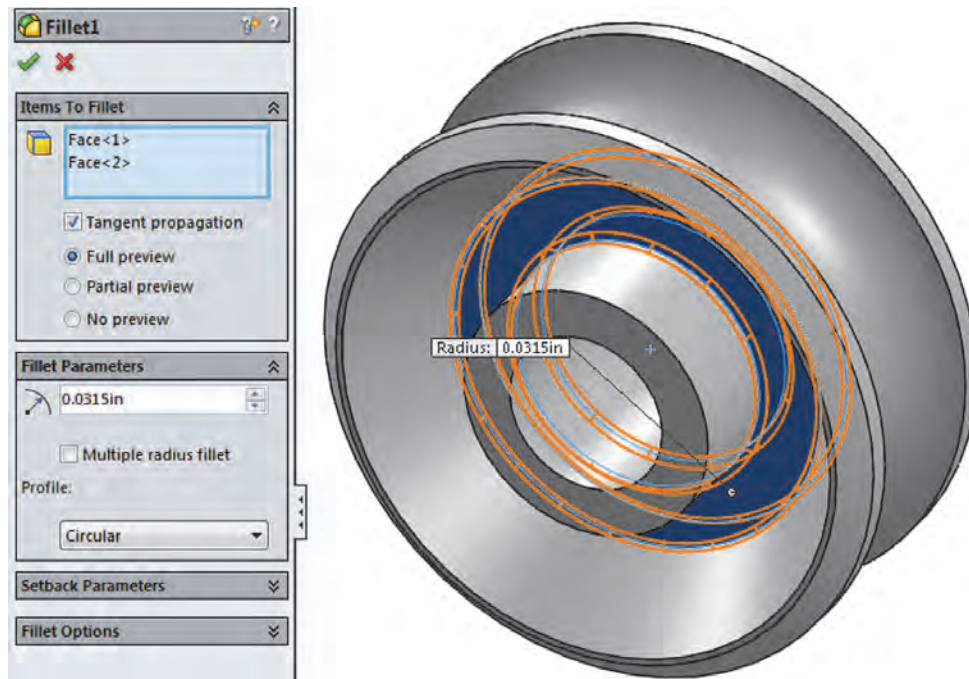 Fillet1 ?
Items To Fillet
Face<1>
Face<2>
Tangent propagation
Full preview
Partial preview
No preview
Fillet Parameters
0.0315in
Multiple radius fillet
Profile:
Circular
Setback Parameters
Fillet Options
Radius: 0.0315in